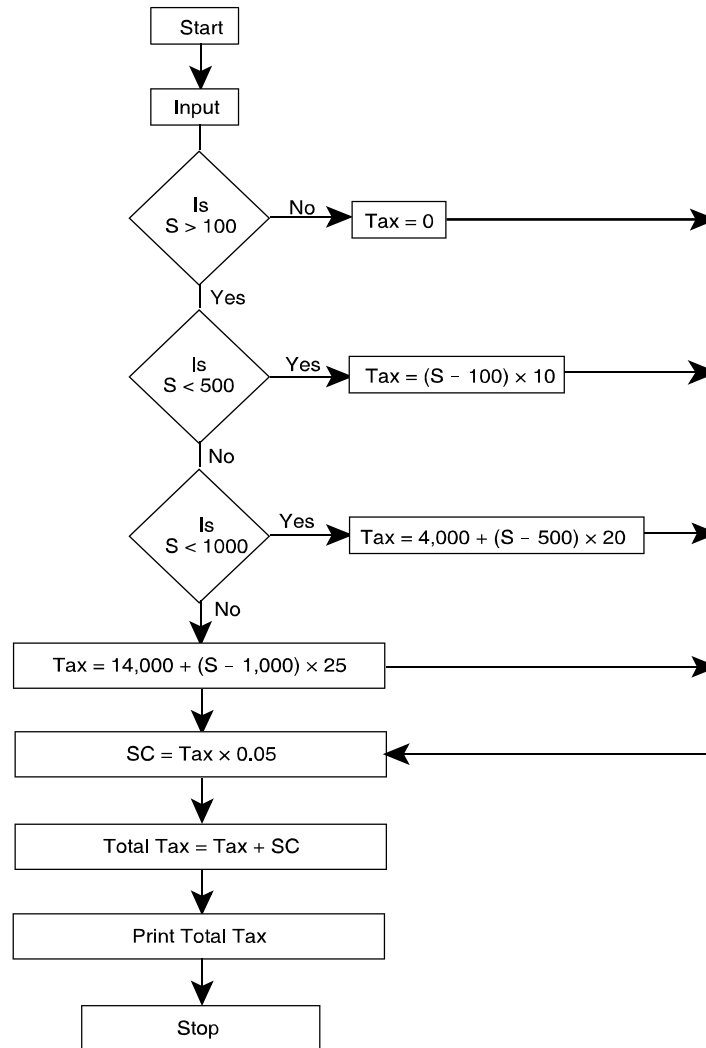 Start
Input
Is
S > 100
No
Tax = 0
Yes
Is
S < 500
Yes
Tax = (S – 100) × 10
No
Is
S < 1000
Yes
Tax = 4,000 + (S – 500) × 20
No
Tax = 14,000 + (S – 1,000) × 25
SC = Tax × 0.05
Total Tax = Tax + SC
Print Total Tax
Stop